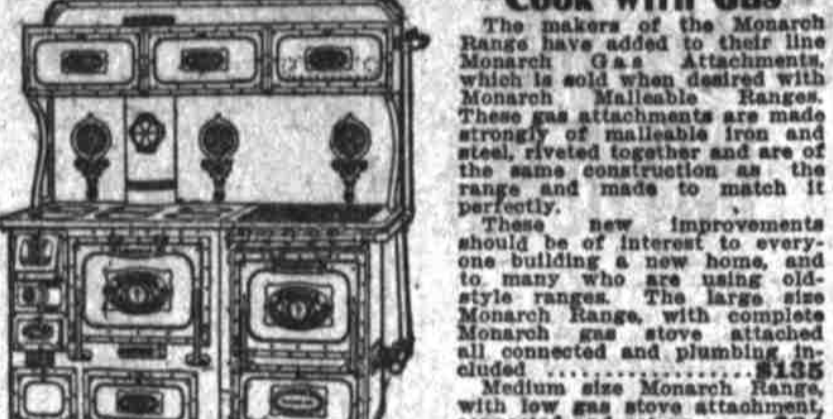 Cook with Gas
The makers of the Monarch
Range have added to their line
Monarch Gas Attachments,
which is sold when desired with
Monarch Malleable Ranges.
These gas attachments are made
strongly of malleable iron and
steel, riveted together and are of
the same construction as the
range and made to match it
perfectly.
These new improvements
should be of interest to every-
one building a new home, and
to many who are using old-
style ranges. The large size
Monarch Range, with complete
Monarch gas stove attached
all connected and plumbing in-
cluded ..................$135
Medium size Monarch Range,
with low gas stove attachment,